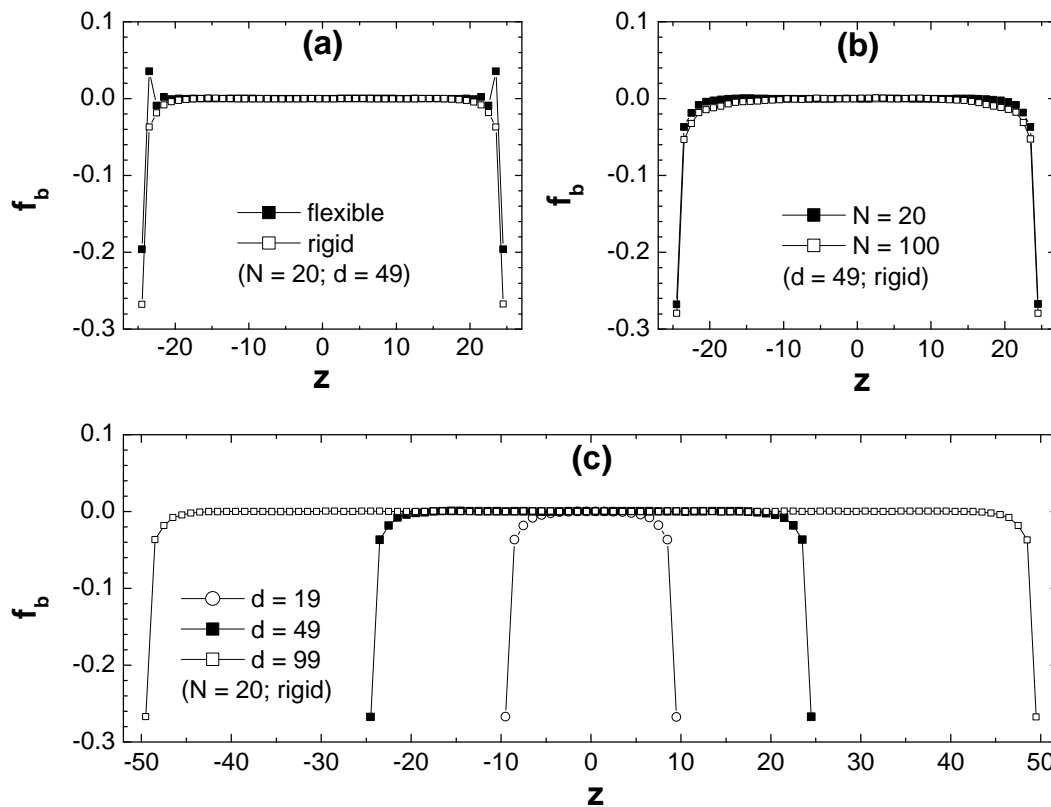 (a)
0.1
0.0
-0.1
-0.2
-0.3
f_b
flexible
rigid
(N = 20; d = 49)
-20 -10 0 10 20
z
(b)
0.1
0.0
-0.1
-0.2
-0.3
f_b
N = 20
N = 100
(d = 49; rigid)
-20 -10 0 10 20
z
(c)
0.1
0.0
-0.1
-0.2
-0.3
f_b
d = 19
d = 49
d = 99
(N = 20; rigid)
-50 -40 -30 -20 -10 0 10 20 30 40 50
z